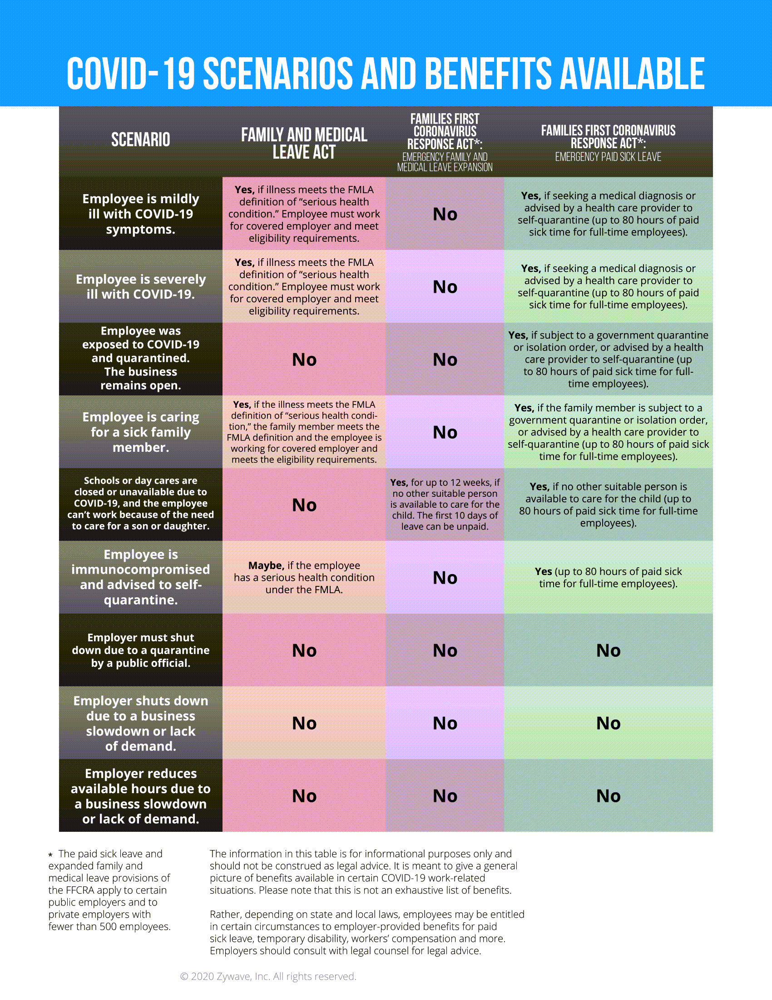 COVID-19 SCENARIOS AND BENEFITS AVAILABLE
SCENARIO
FAMILY AND MEDICAL
LEAVE ACT
FAMILIES FIRST
CORONAVIRUS
RESPONSE ACT*:
EMERGENCY FAMILY AND
MEDICAL LEAVE EXPANSION
FAMILIES FIRST CORONAVIRUS
RESPONSE ACT*:
EMERGENCY PAID SICK LEAVE
Employee is mildly
ill with COVID-19
symptoms.
Yes, if illness meets the FMLA
definition of “serious health
condition.” Employee must work
for covered employer and meet
eligibility requirements.
No
Yes, if seeking a medical diagnosis or
advised by a health care provider to
self-quarantine (up to 80 hours of paid
sick time for full-time employees).
Employee is severely
ill with COVID-19.
Yes, if illness meets the FMLA
definition of “serious health
condition.” Employee must work
for covered employer and meet
eligibility requirements.
No
Yes, if seeking a medical diagnosis or
advised by a health care provider to
self-quarantine (up to 80 hours of paid
sick time for full-time employees).
Employee was
exposed to COVID-19
and quarantined.
The business
remains open.
No
No
Yes, if subject to a government quarantine
or isolation order, or advised by a health
care provider to self-quarantine (up
to 80 hours of paid sick time for full-
time employees).
Employee is caring
for a sick family
member.
Yes, if the illness meets the FMLA
definition of “serious health condi-
tion,” the family member meets the
FMLA definition and the employee is
working for covered employer and
meets the eligibility requirements.
No
Yes, if the family member is subject to a
government quarantine or isolation order,
or advised by a health care provider to
self-quarantine (up to 80 hours of paid sick
time for full-time employees).
Schools or day cares are
closed or unavailable due to
COVID-19, and the employee
can’t work because of the need
to care for a son or daughter.
No
Yes, for up to 12 weeks, if
no other suitable person
is available to care for the
child. The first 10 days of
leave can be unpaid.
Yes, if no other suitable person is
available to care for the child (up to
80 hours of paid sick time for full-time
employees).
Employee is
immunocompromised
and advised to self-
quarantine.
Maybe, if the employee
has a serious health condition
under the FMLA.
No
Yes (up to 80 hours of paid sick
time for full-time employees).
Employer must shut
down due to a quarantine
by a public official.
No
No
No
Employer shuts down
due to a business
slowdown or lack
of demand.
No
No
No
Employer reduces
available hours due to
a business slowdown
or lack of demand.
No
No
No
* The paid sick leave and
expanded family and
medical leave provisions of
the FFCRA apply to certain
public employers and to
private employers with
fewer than 500 employees.
The information in this table is for informational purposes only and
should not be construed as legal advice. It is meant to give a general
picture of benefits available in certain COVID-19 work-related
situations. Please note that this is not an exhaustive list of benefits.
Rather, depending on state and local laws, employees may be entitled
in certain circumstances to employer-provided benefits for paid
sick leave, temporary disability, workers’ compensation and more.
Employers should consult with legal counsel for legal advice.
© 2020 Zywave, Inc. All rights reserved.